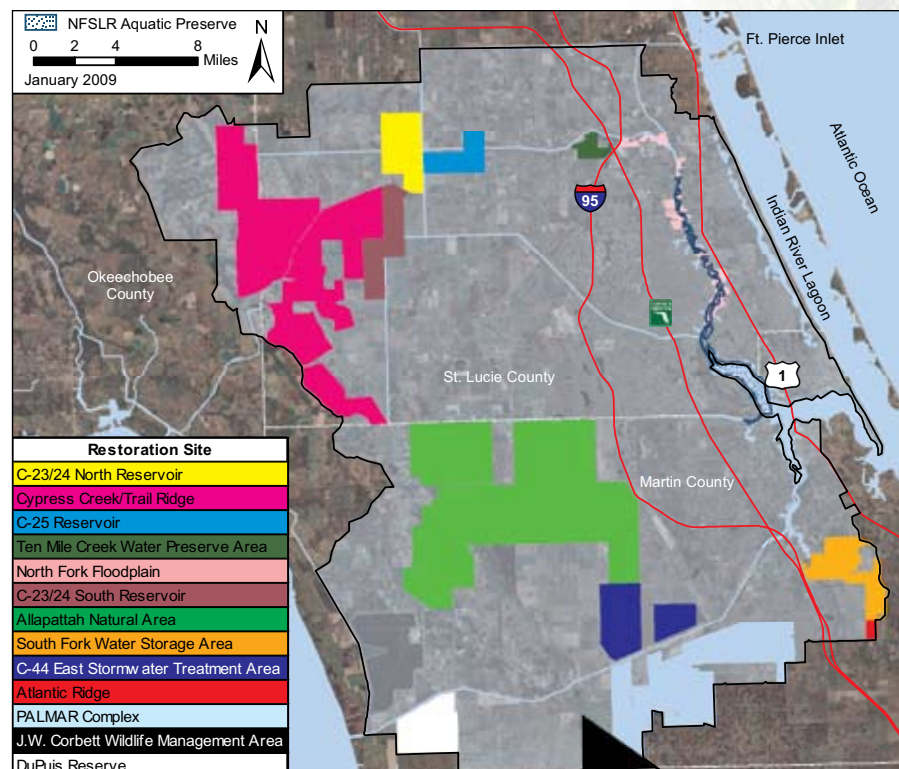 NFSLR Aquatic Preserve
N
0 2 4 8
Miles
January 2009
Ft. Pierce Inlet
Atlantic Ocean
Indian River Lagoon
95
Okeechobee
County
1
St. Lucie County
Martin County
Restoration Site
C-23/24 North Reservoir
Cypress Creek/Trail Ridge
C-25 Reservoir
Ten Mile Creek Water Preserve Area
North Fork Floodplain
C-23/24 South Reservoir
Allapattah Natural Area
South Fork Water Storage Area
C-44 East Stormwater Treatment Area
Atlantic Ridge
PALMAR Complex
J.W. Corbett Wildlife Management Area
DuPuis Reserve